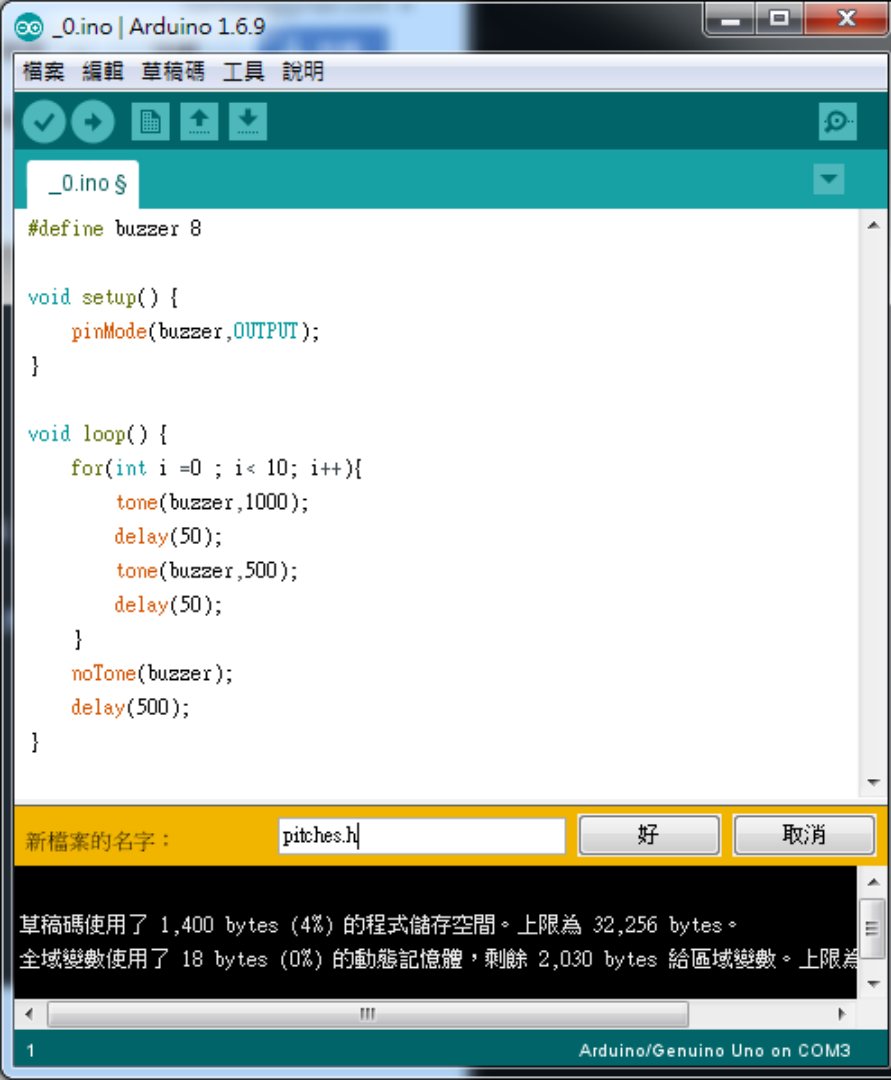 _0.ino | Arduino 1.6.9
檔案 編輯 草稿碼 工具 說明
_0.ino §
#define buzzer 8
void setup() {
    pinMode(buzzer,OUTPUT);
}
void loop() {
    for(int i =0 ; i< 10; i++){
        tone(buzzer,1000);
        delay(50);
        tone(buzzer,500);
        delay(50);
    }
    noTone(buzzer);
    delay(500);
}
新檔案的名字： pitches.h 好 取消
草稿碼使用了 1,400 bytes (4%) 的程式儲存空間。上限為 32,256 bytes。
全域變數使用了 18 bytes (0%) 的動態記憶體，剩餘 2,030 bytes 給區域變數。上限為
1 Arduino/Genuino Uno on COM3